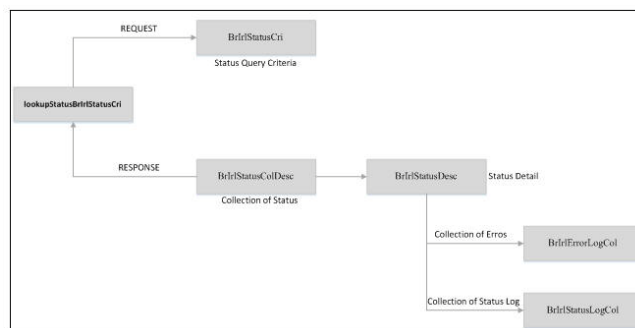 REQUEST
BrIrlStatusCri
Status Query Criteria
lookupStatusBrIrlStatusCri
RESPONSE
BrIrlStatusColDesc
BrIrlStatusDesc
Status Detail
Collection of Status
Collection of Erros
BrIrlErrorLogCol
Collection of Status Log
BrIrlStatusLogCol